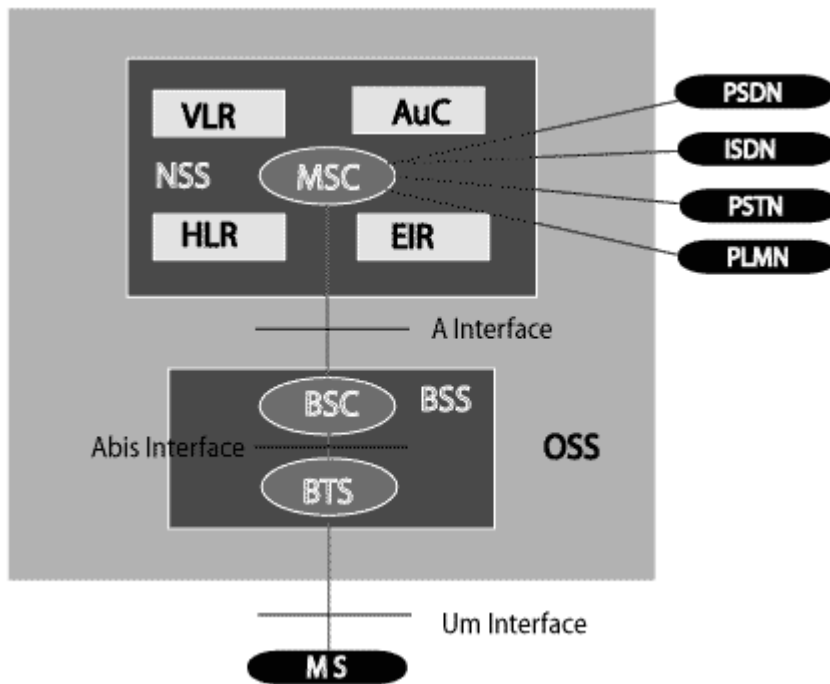 PSDN
VLR
AuC
ISDN
NSS
MSC
PSTN
HLR
EIR
PLMN
A Interface
BSC
BSS
Abis Interface
OSS
BTS
Um Interface
M S